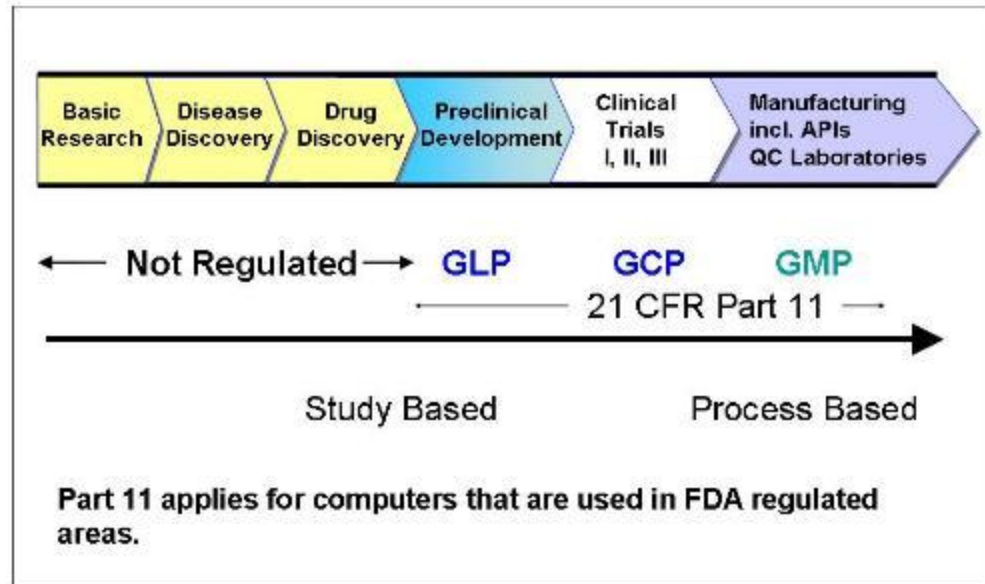 Basic
Research
Disease
Discovery
Drug
Discovery
Preclinical
Development
Clinical
Trials
I, II, III
Manufacturing
incl. APIs
QC Laboratories
Not Regulated
GLP
GCP
GMP
21 CFR Part 11
Study Based
Process Based
Part 11 applies for computers that are used in FDA regulated
areas.